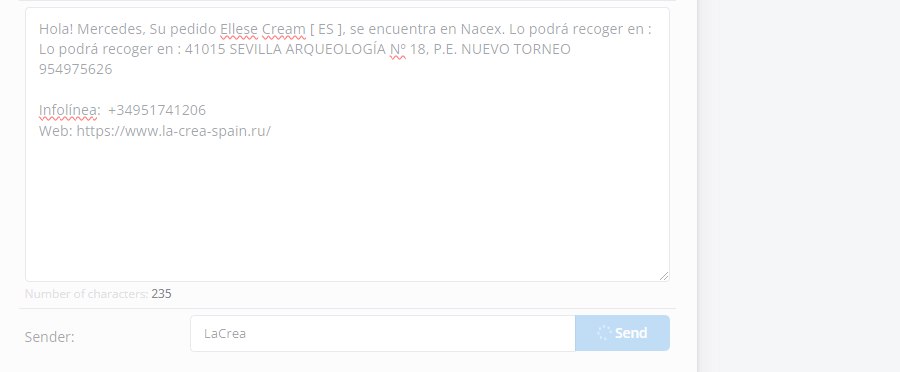 Hola! Mercedes, Su pedido Ellese Cream [ ES ], se encuentra en Nacex. Lo podrá recoger en :
Lo podrá recoger en : 41015 SEVILLA ARQUEOLOGÍA Nº 18, P.E. NUEVO TORNEO
954975626
Infolínea:  +34951741206
Web: https://www.la-crea-spain.ru/
Number of characters: 235
Sender: LaCrea Send